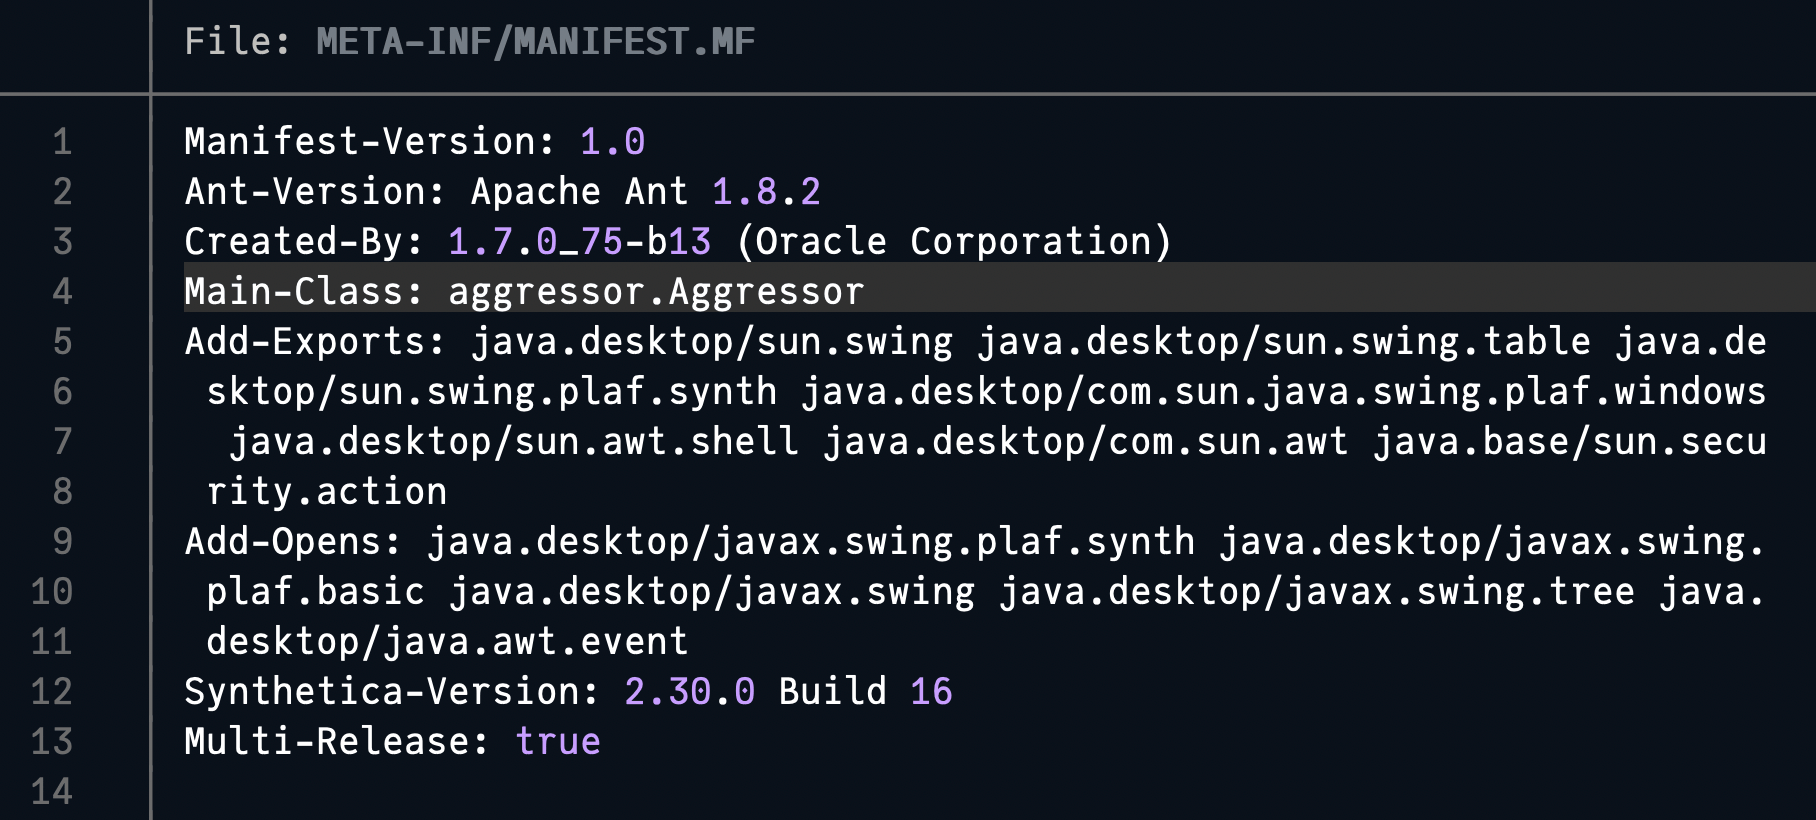 File: META-INF/MANIFEST.MF
1 Manifest-Version: 1.0
2 Ant-Version: Apache Ant 1.8.2
3 Created-By: 1.7.0_75-b13 (Oracle Corporation)
4 Main-Class: aggressor.Aggressor
5 Add-Exports: java.desktop/sun.swing java.desktop/sun.swing.table java.de
6  sktop/sun.swing.plaf.synth java.desktop/com.sun.java.swing.plaf.windows
7   java.desktop/sun.awt.shell java.desktop/com.sun.awt java.base/sun.secu
8  rity.action
9 Add-Opens: java.desktop/javax.swing.plaf.synth java.desktop/javax.swing.
10  plaf.basic java.desktop/javax.swing java.desktop/javax.swing.tree java.
11  desktop/java.awt.event
12 Synthetica-Version: 2.30.0 Build 16
13 Multi-Release: true
14